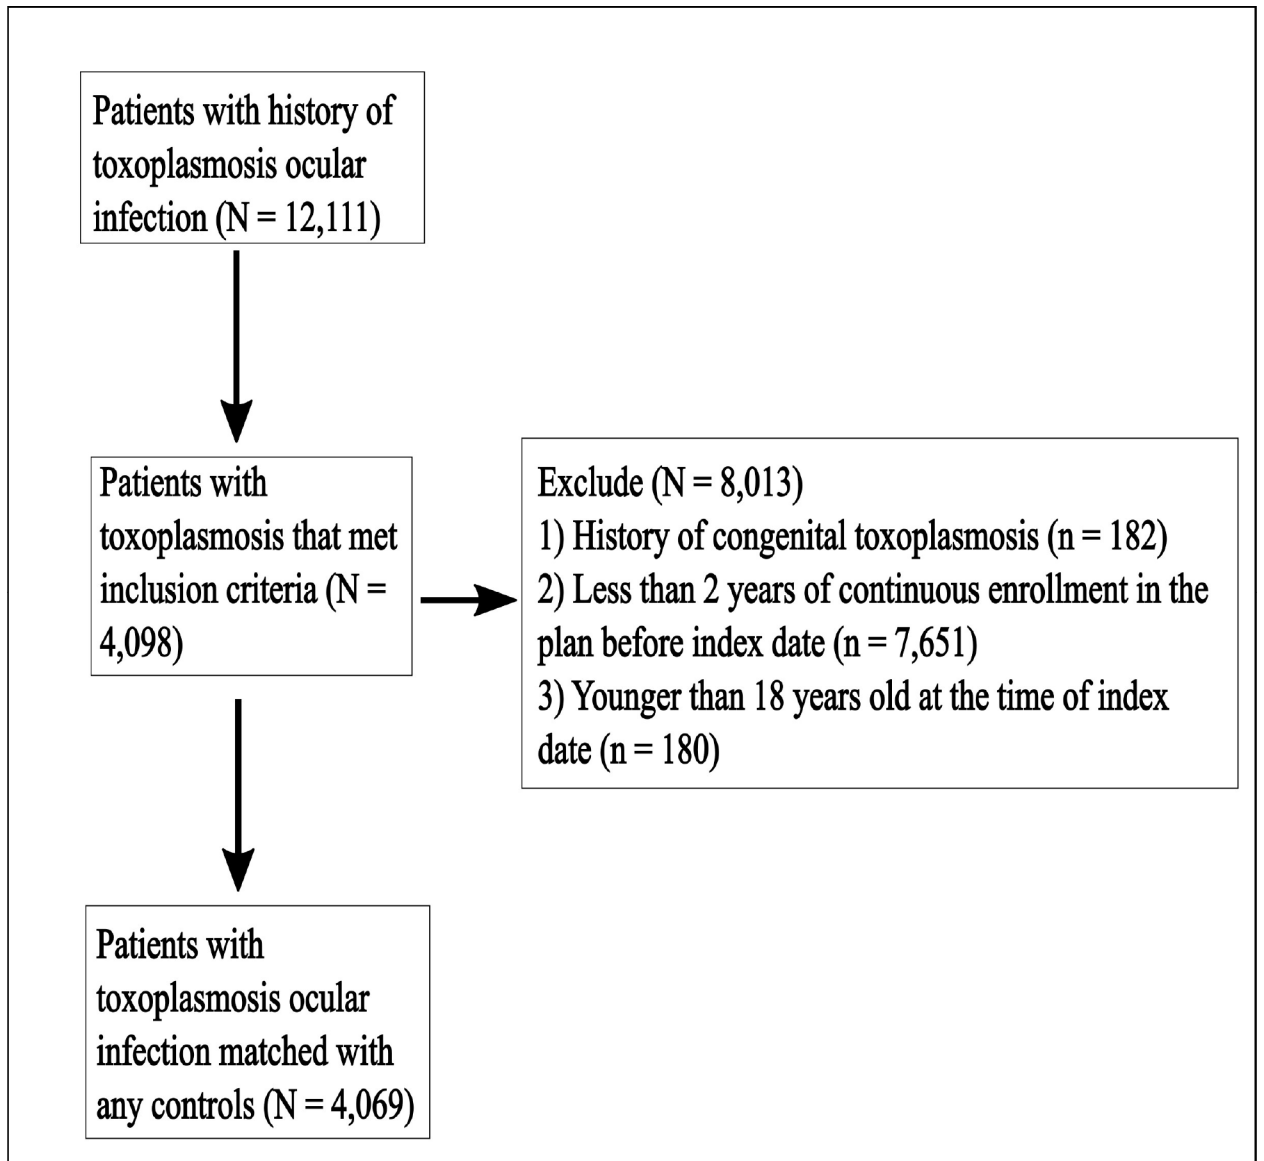 Patients with history of
toxoplasmosis ocular
infection (N = 12,111)
Patients with
toxoplasmosis that met
inclusion criteria (N =
4,098)
Exclude (N = 8,013)
1) History of congenital toxoplasmosis (n = 182)
2) Less than 2 years of continuous enrollment in the
plan before index date (n = 7,651)
3) Younger than 18 years old at the time of index
date (n = 180)
Patients with
toxoplasmosis ocular
infection matched with
any controls (N = 4,069)